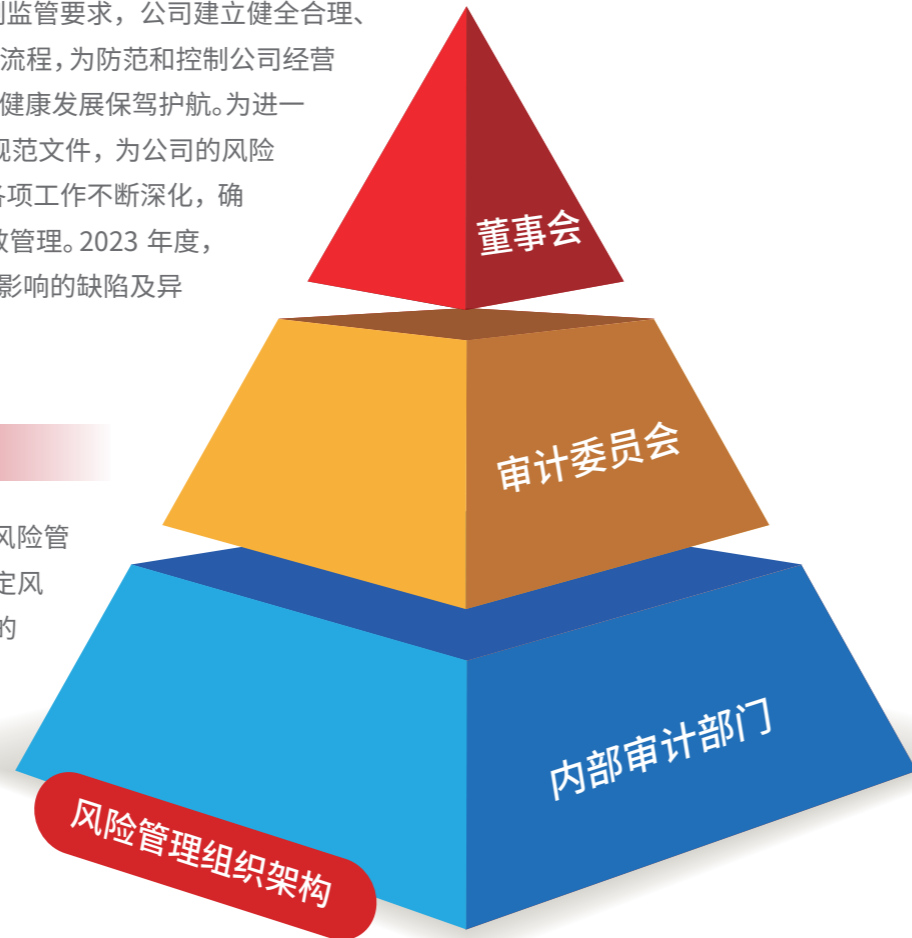 监管要求，公司建立健全合理、
流程，为防范和控制公司经营
健康发展保驾护航。为进一
规范文件，为公司的风险
各项工作不断深化，确
效管理。2023 年度，
影响的缺陷及异
风险管
定风
的
董事会
审计委员会
内部审计部门
风险管理组织架构